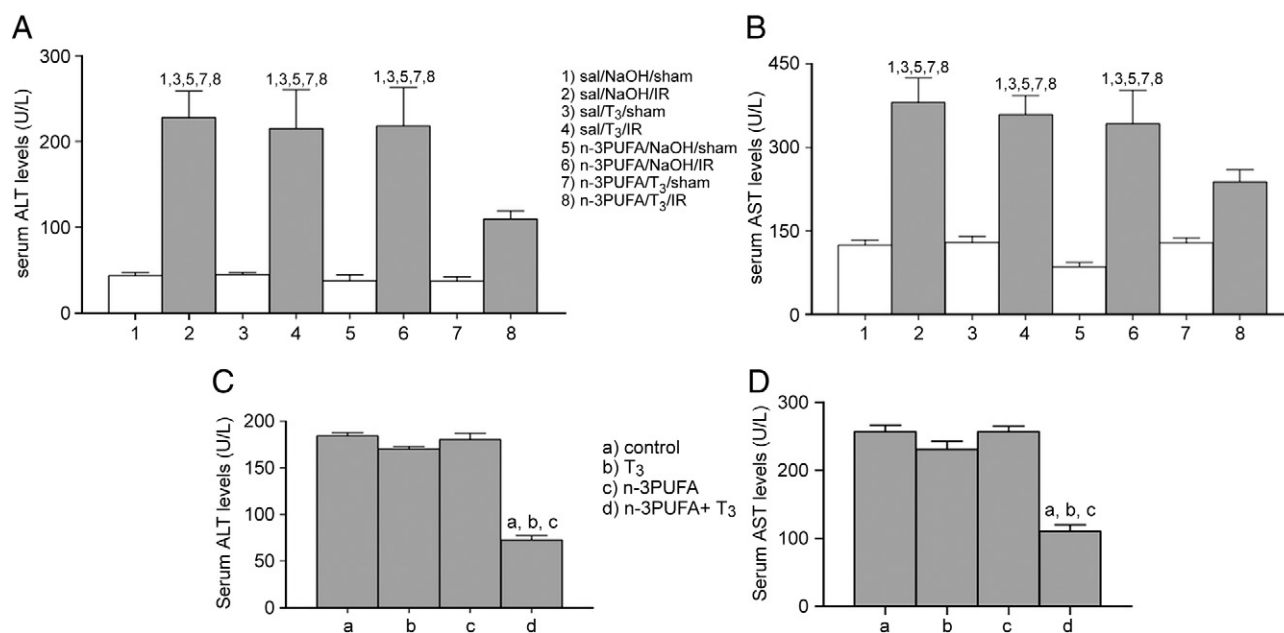 A
serum ALT levels (U/L)
300
200
100
0
1,3,5,7,8
1,3,5,7,8
1,3,5,7,8
1 2 3 4 5 6 7 8
1) sal/NaOH/sham
2) sal/NaOH/IR
3) sal/T3/sham
4) sal/T3/IR
5) n-3PUFA/NaOH/sham
6) n-3PUFA/NaOH/IR
7) n-3PUFA/T3/sham
8) n-3PUFA/T3/IR
B
serum AST levels (U/L)
450
300
150
0
1,3,5,7,8
1,3,5,7,8
1,3,5,7,8
1 2 3 4 5 6 7 8
C
Serum ALT levels (U/L)
200
150
100
50
0
a, b, c
a b c d
a) control
b) T3
c) n-3PUFA
d) n-3PUFA+ T3
D
Serum AST levels (U/L)
300
200
100
0
a, b, c
a b c d